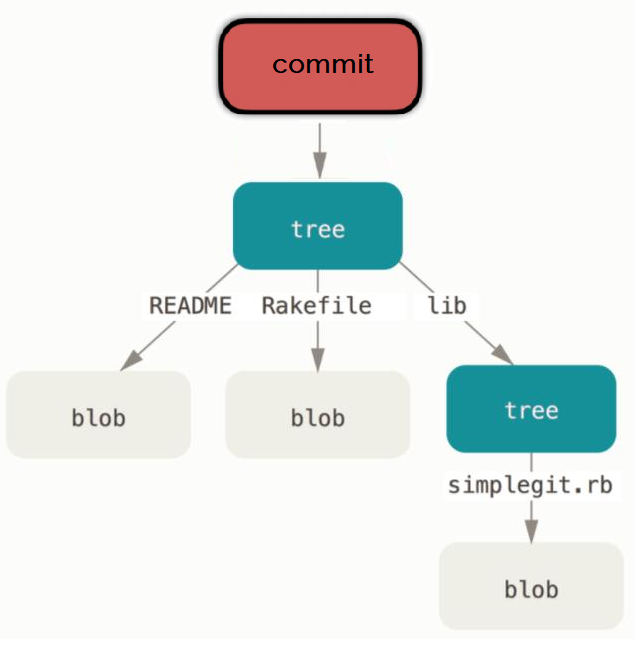 commit
tree
README Rakefile lib
blob blob tree
simplegit.rb
blob